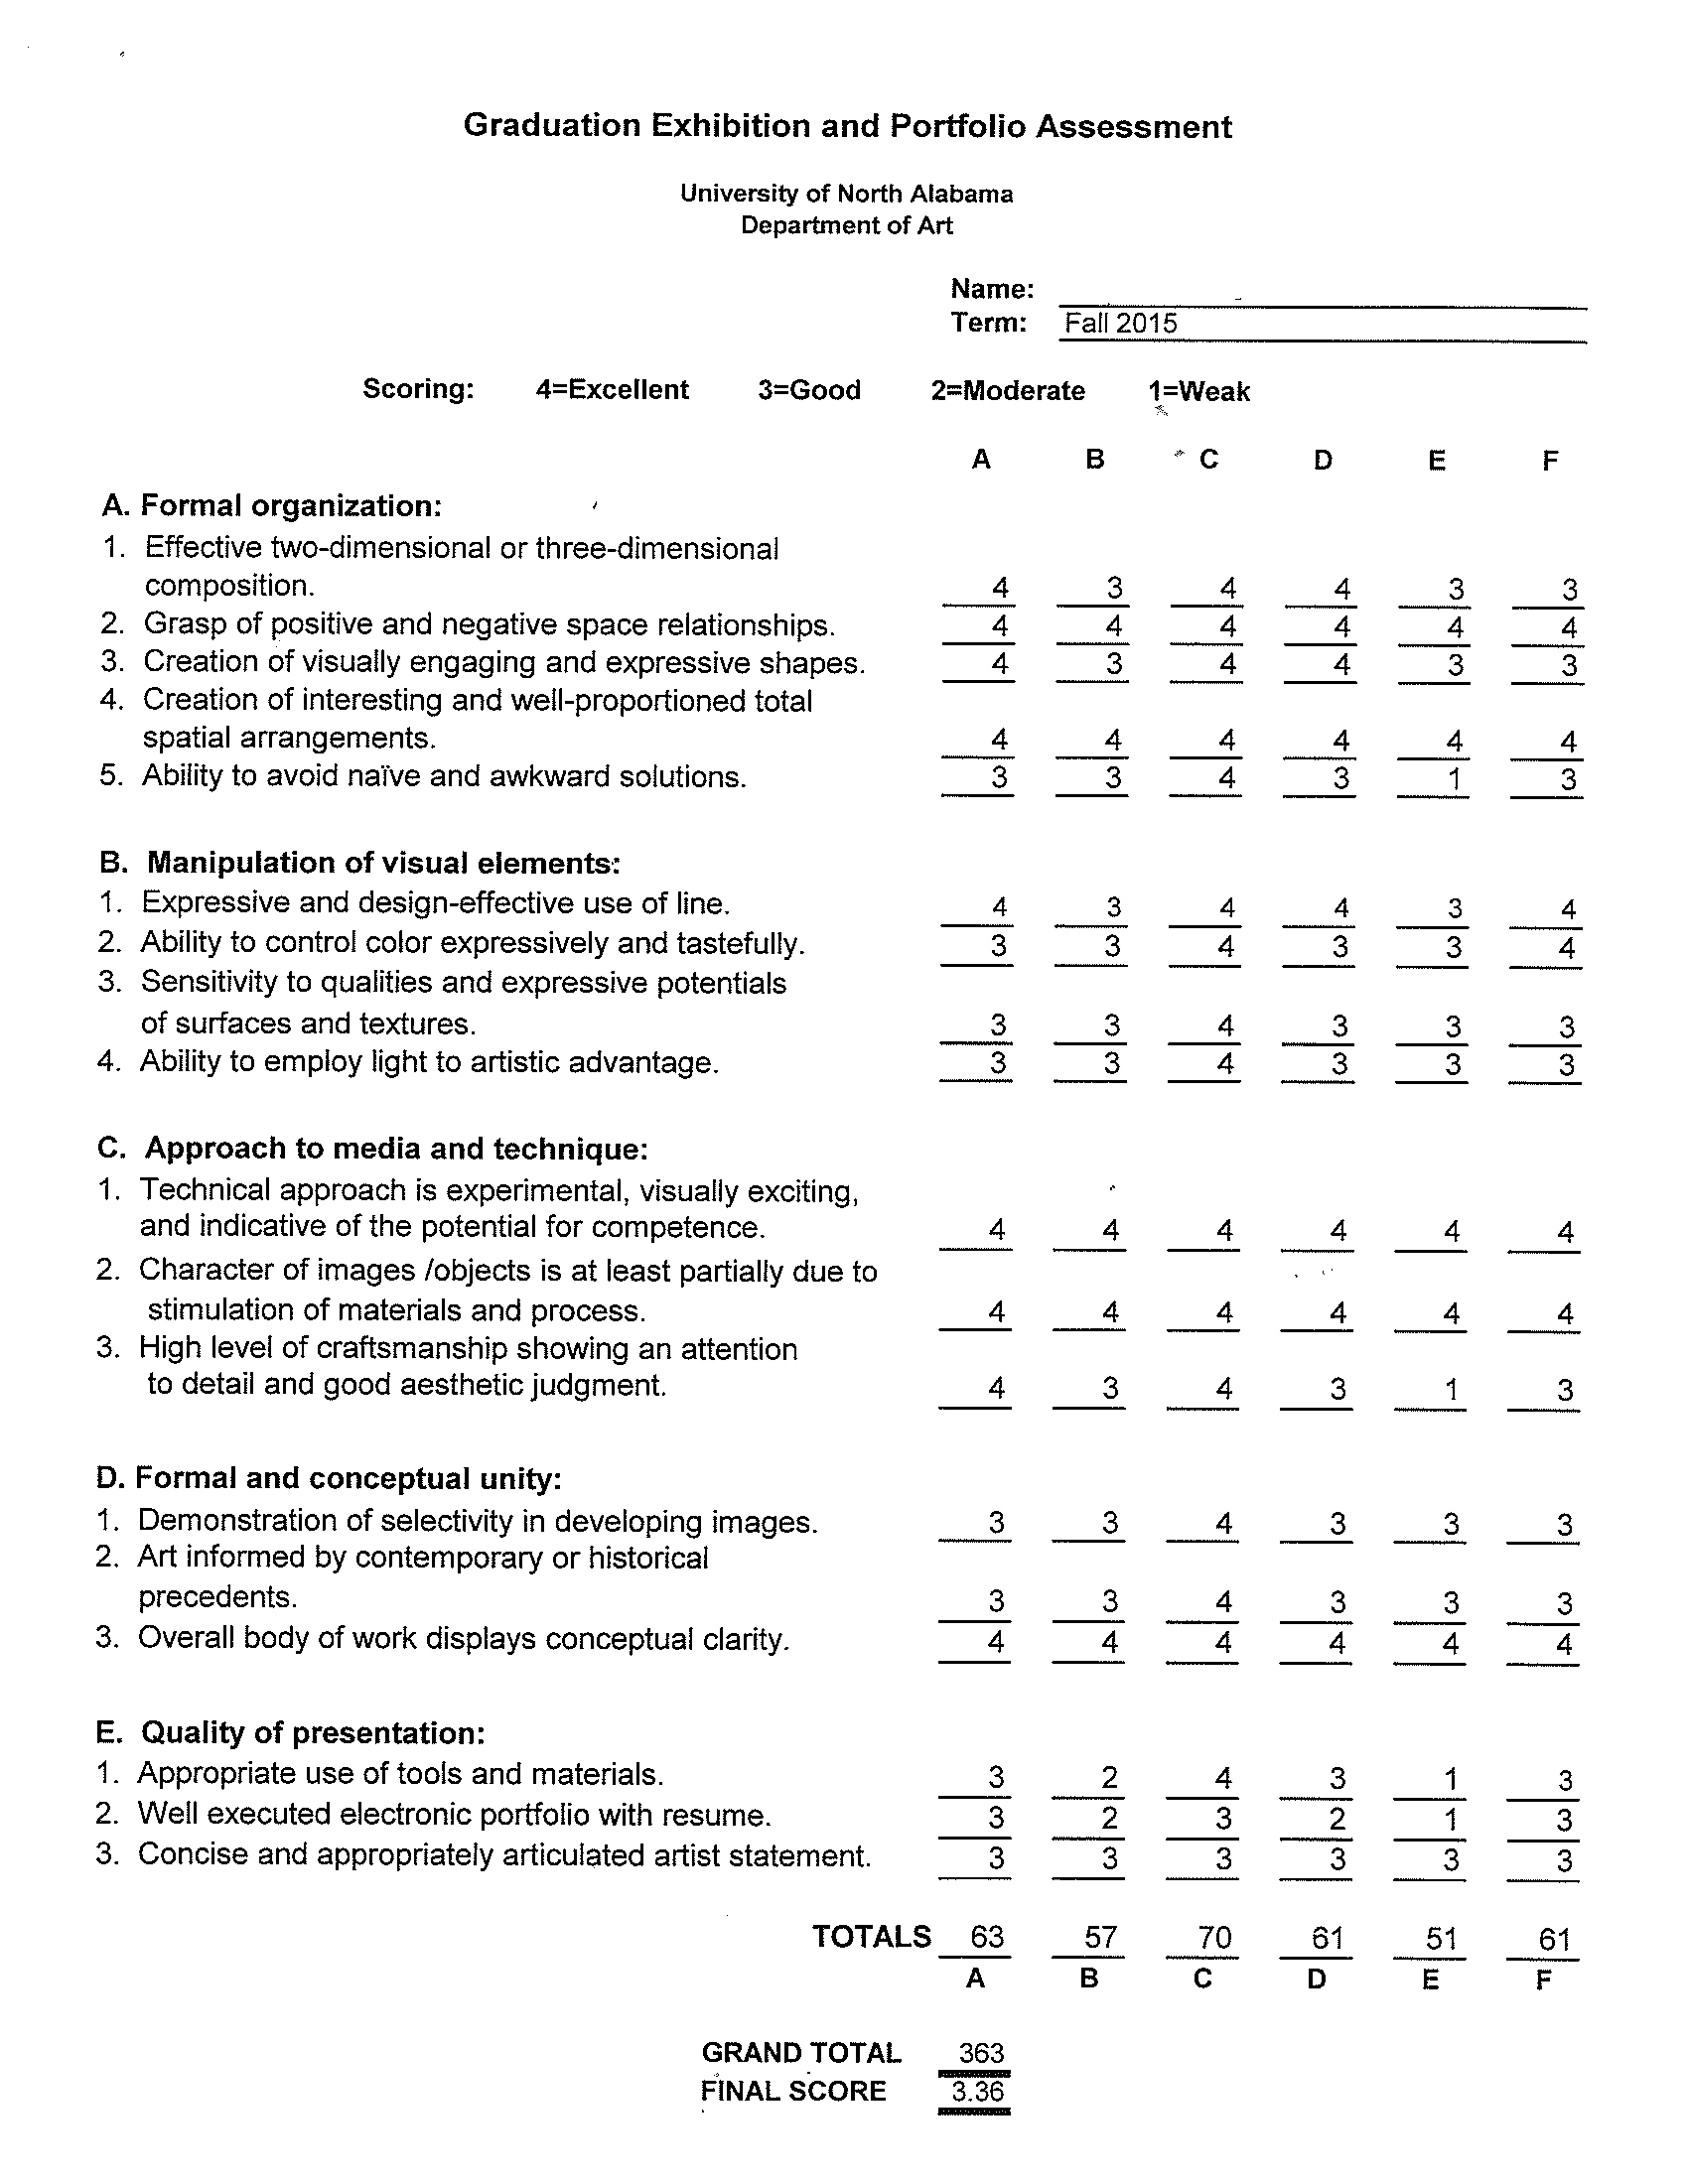 Graduation Exhibition and Portfolio Assessment
University of North Alabama
Department of Art
Name:
Term: Fall 2015
Scoring: 4=Excellent 3=Good 2=Moderate 1=Weak
A B C D E F
A. Formal organization:
1. Effective two-dimensional or three-dimensional
composition. 4 3 4 4 3 3
2. Grasp of positive and negative space relationships. 4 4 4 4 4 4
3. Creation of visually engaging and expressive shapes. 4 3 4 4 3 3
4. Creation of interesting and well-proportioned total
spatial arrangements. 4 4 4 4 4 4
5. Ability to avoid naïve and awkward solutions. 3 3 4 3 1 3
B. Manipulation of visual elements:
1. Expressive and design-effective use of line. 4 3 4 4 3 4
2. Ability to control color expressively and tastefully. 3 3 4 3 3 4
3. Sensitivity to qualities and expressive potentials
of surfaces and textures. 3 3 4 3 3 3
4. Ability to employ light to artistic advantage. 3 3 4 3 3 3
C. Approach to media and technique:
1. Technical approach is experimental, visually exciting,
and indicative of the potential for competence. 4 4 4 4 4 4
2. Character of images /objects is at least partially due to
stimulation of materials and process. 4 4 4 4 4 4
3. High level of craftsmanship showing an attention
to detail and good aesthetic judgment. 4 3 4 3 1 3
D. Formal and conceptual unity:
1. Demonstration of selectivity in developing images. 3 3 4 3 3 3
2. Art informed by contemporary or historical
precedents. 3 3 4 3 3 3
3. Overall body of work displays conceptual clarity. 4 4 4 4 4 4
E. Quality of presentation:
1. Appropriate use of tools and materials. 3 2 4 3 1 3
2. Well executed electronic portfolio with resume. 3 2 3 2 1 3
3. Concise and appropriately articulated artist statement. 3 3 3 3 3 3
TOTALS 63 57 70 61 51 61
A B C D E F
GRAND TOTAL 363
FINAL SCORE 3.36